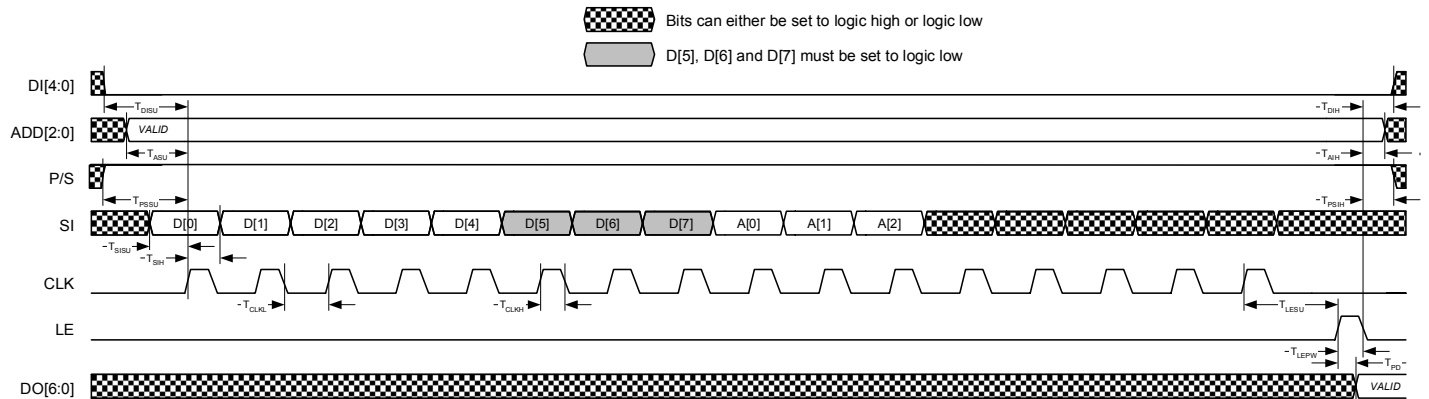 Bits can either be set to logic high or logic low
D[5], D[6] and D[7] must be set to logic low
DI[4:0]
TDISU
TDIH
ADD[2:0]
VALID
TASU
TAIH
P/S
TPSSU
TPSIH
SI
D[0] D[1] D[2] D[3] D[4] D[5] D[6] D[7] A[0] A[1] A[2]
TSISU
TSIH
CLK
TCLKL
TCLKH
TLESU
LE
TLEPW
TPD
DO[6:0]
VALID